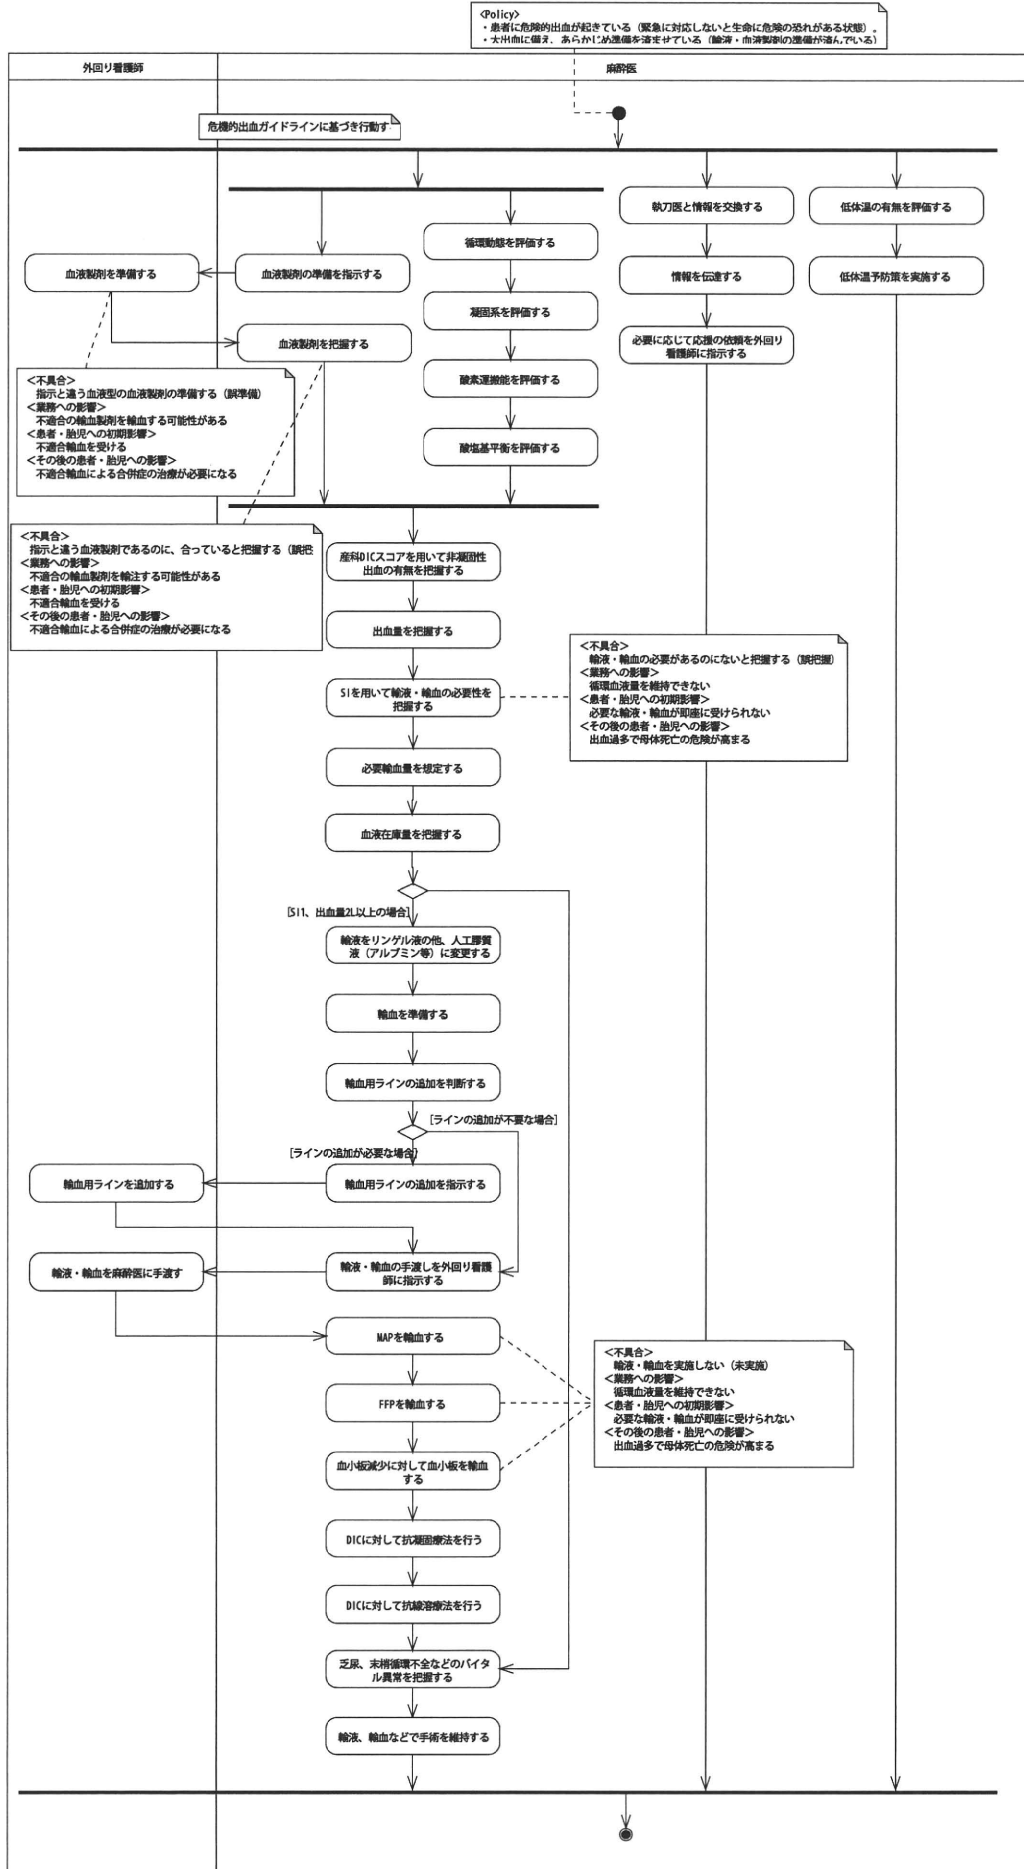 <Policy>
・患者に危険的出血が起きている（緊急に対応しないと生命に危険の恐れがある状態）。
・大出血に備え、あらかじめ準備を済ませている（輸液・血液製剤の準備が済んでいる）
外回り看護師
麻酔医
危機的出血ガイドラインに基づき行動す
執刀医と情報を交換する
低体温の有無を評価する
循環動態を評価する
血液製剤を準備する
血液製剤の準備を指示する
情報を伝達する
低体温予防策を実施する
凝固系を評価する
血液製剤を把握する
必要に応じて応援の依頼を外回り
看護師に指示する
酸素運搬能を評価する
酸塩基平衡を評価する
＜不具合＞
指示と違う血液型の血液製剤の準備する（誤準備）
＜業務への影響＞
不適合の輸血製剤を輸血する可能性がある
＜患者・胎児への初期影響＞
不適合輸血を受ける
＜その後の患者・胎児への影響＞
不適合輸血による合併症の治療が必要になる
＜不具合＞
指示と違う血液製剤であるのに、合っていると把握する（誤把
＜業務への影響＞
不適合の輸血製剤を輸注する可能性がある
＜患者・胎児への初期影響＞
不適合輸血を受ける
＜その後の患者・胎児への影響＞
不適合輸血による合併症の治療が必要になる
産科DICスコアを用いて非凝固性
出血の有無を把握する
出血量を把握する
SIを用いて輸液・輸血の必要性を
把握する
＜不具合＞
輸液・輸血の必要があるのにないと把握する（誤把握）
＜業務への影響＞
循環血液量を維持できない
＜患者・胎児への初期影響＞
必要な輸液・輸血が即座に受けられない
＜その後の患者・胎児への影響＞
出血過多で母体死亡の危険が高まる
必要輸血量を想定する
血液在庫量を把握する
[SI1、出血量2L以上の場合]
輸液をリンゲル液の他、人工膠質
液（アルブミン等）に変更する
輸血を準備する
輸血用ラインの追加を判断する
[ラインの追加が不要な場合]
[ラインの追加が必要な場合]
輸血用ラインを追加する
輸血用ラインの追加を指示する
輸液・輸血を麻酔医に手渡す
輸液・輸血の手渡しを外回り看護
師に指示する
MAPを輸血する
FFPを輸血する
血小板減少に対して血小板を輸血
する
＜不具合＞
輸液・輸血を実施しない（未実施）
＜業務への影響＞
循環血液量を維持できない
＜患者・胎児への初期影響＞
必要な輸液・輸血が即座に受けられない
＜その後の患者・胎児への影響＞
出血過多で母体死亡の危険が高まる
DICに対して抗凝固療法を行う
DICに対して抗線溶療法を行う
乏尿、末梢循環不全などのバイタ
ル異常を把握する
輸液、輸血などで手術を維持する